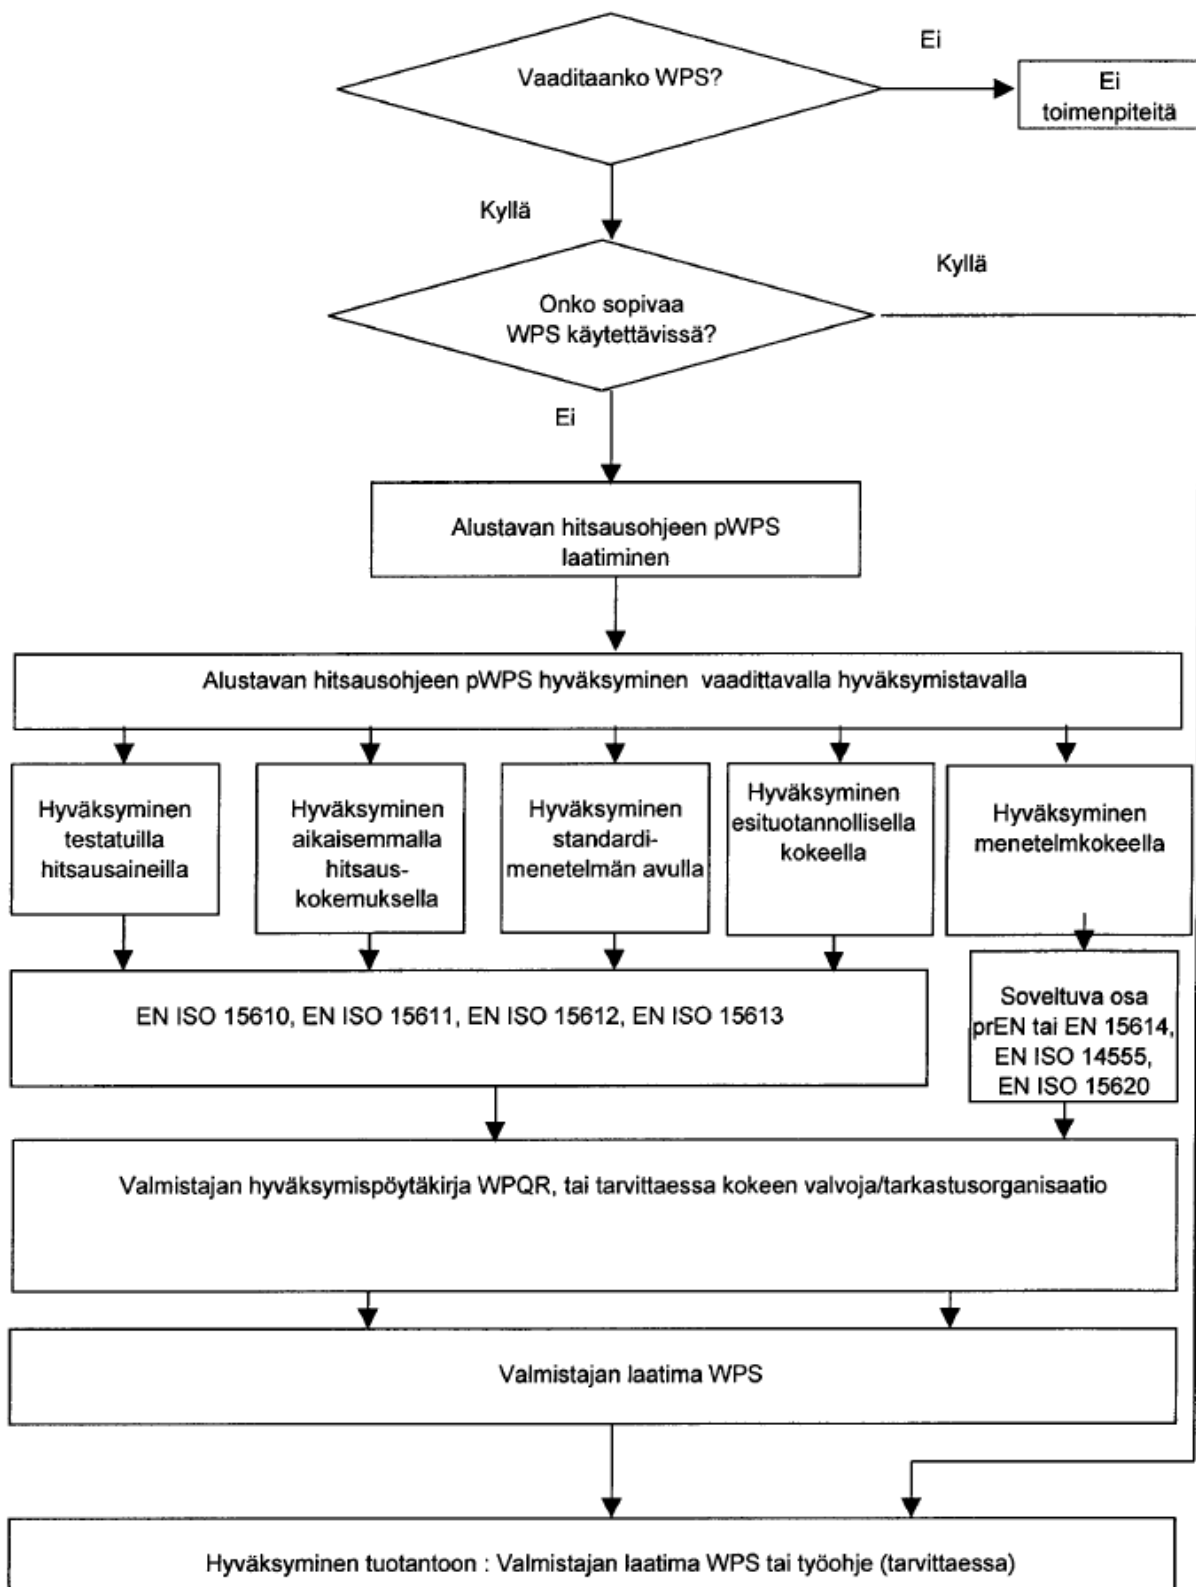 Vaaditaanko WPS?
Ei
Ei
toimenpiteitä
Kyllä
Onko sopivaa
WPS käytettävissä?
Kyllä
Ei
Alustavan hitsausohjeen pWPS
laatiminen
Alustavan hitsausohjeen pWPS hyväksyminen vaadittavalla hyväksymistavalla
Hyväksyminen
testatuilla
hitsausaineilla
Hyväksyminen
aikaisemmalla
hitsaus-
kokemuksella
Hyväksyminen
standardi-
menetelmän avulla
Hyväksyminen
esituotannollisella
kokeella
Hyväksyminen
menetelmkokeella
EN ISO 15610, EN ISO 15611, EN ISO 15612, EN ISO 15613
Soveltuva osa
prEN tai EN 15614,
EN ISO 14555,
EN ISO 15620
Valmistajan hyväksymispöytäkirja WPQR, tai tarvittaessa kokeen valvoja/tarkastusorganisaatio
Valmistajan laatima WPS
Hyväksyminen tuotantoon : Valmistajan laatima WPS tai työohje (tarvittaessa)